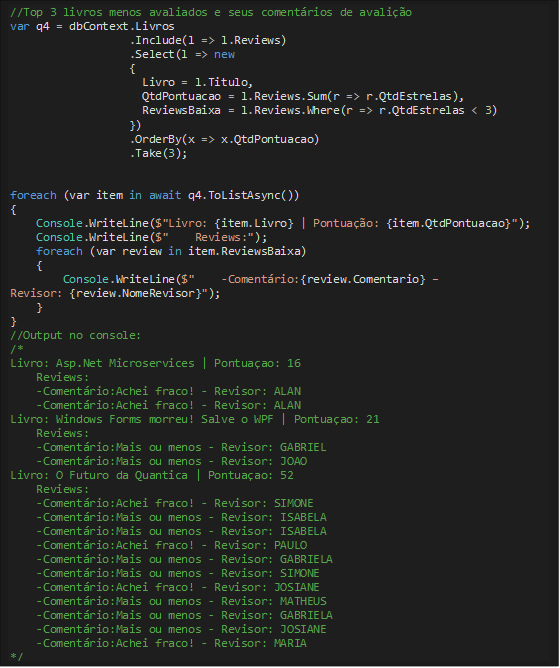 //Top 3 livros menos avaliados e seus comentários de avalição
var q4 = dbContext.Livros
.Include(l => l.Reviews)
.Select(l => new
{
Livro = l.Titulo,
QtdPontuacao = l.Reviews.Sum(r => r.QtdEstrelas),
ReviewsBaixa = l.Reviews.Where(r => r.QtdEstrelas < 3)
})
.OrderBy(x => x.QtdPontuacao)
.Take(3);
foreach (var item in await q4.ToListAsync())
{
Console.WriteLine($"Livro: {item.Livro} | Pontuação: {item.QtdPontuacao}");
Console.WriteLine($"    Reviews:");
foreach (var review in item.ReviewsBaixa)
{
Console.WriteLine($"    -Comentário:{review.Comentario} –
Revisor: {review.NomeRevisor}");
}
}
//Output no console:
/*
Livro: Asp.Net Microservices | Pontuaçao: 16
Reviews:
-Comentário:Achei fraco! - Revisor: ALAN
-Comentário:Achei fraco! - Revisor: ALAN
Livro: Windows Forms morreu! Salve o WPF | Pontuaçao: 21
Reviews:
-Comentário:Mais ou menos - Revisor: GABRIEL
-Comentário:Mais ou menos - Revisor: JOAO
Livro: O Futuro da Quantica | Pontuaçao: 52
Reviews:
-Comentário:Achei fraco! - Revisor: SIMONE
-Comentário:Mais ou menos - Revisor: ISABELA
-Comentário:Mais ou menos - Revisor: ISABELA
-Comentário:Achei fraco! - Revisor: PAULO
-Comentário:Mais ou menos - Revisor: GABRIELA
-Comentário:Mais ou menos - Revisor: SIMONE
-Comentário:Achei fraco! - Revisor: JOSIANE
-Comentário:Mais ou menos - Revisor: MATHEUS
-Comentário:Mais ou menos - Revisor: GABRIELA
-Comentário:Mais ou menos - Revisor: JOSIANE
-Comentário:Achei fraco! - Revisor: MARIA
*/